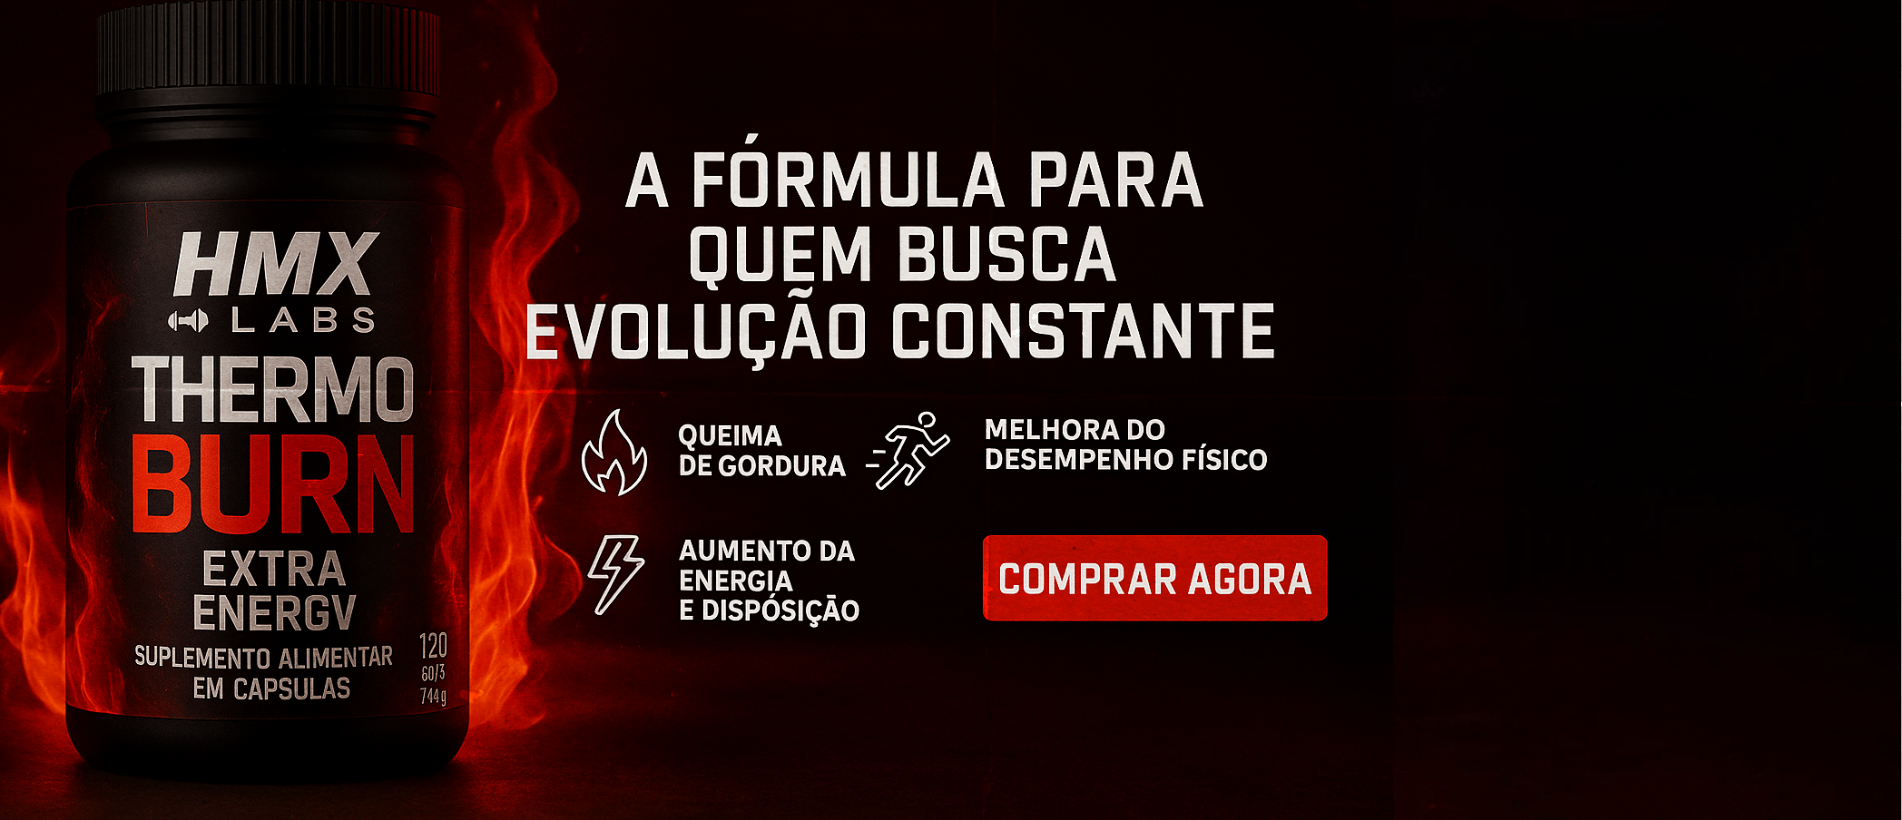 HMX
LABS
THERMO
BURN
EXTRA
ENERGV
SUPLEMENTO ALIMENTAR
EM CAPSULAS
120
60/3
744g
A FÓRMULA PARA
QUEM BUSCA
EVOLUÇÃO CONSTANTE
QUEIMA
DE GORDURA
MELHORA DO
DESEMPENHO FÍSICO
AUMENTO DA
ENERGIA
E DISPÓSIÇÃO
COMPRAR AGORA